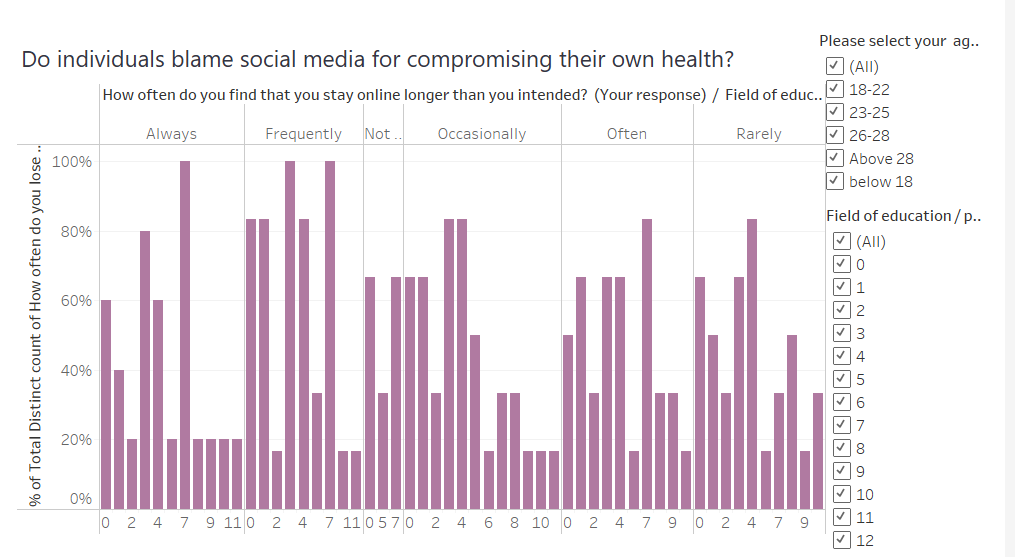 Do individuals blame social media for compromising their own health?
How often do you find that you stay online longer than you intended? (Your response) / Field of educ..
Always Frequently Not .. Occasionally Often Rarely
% of Total Distinct count of How often do you lose ..
100%
80%
60%
40%
20%
0%
0 2 4 7 9 11 0 2 4 7 11 0 5 7 0 2 4 6 8 10 0 2 4 7 9 0 2 4 7 9
Please select your ag..
(All)
18-22
23-25
26-28
Above 28
below 18
Field of education / p..
(All)
0
1
2
3
4
5
6
7
8
9
10
11
12